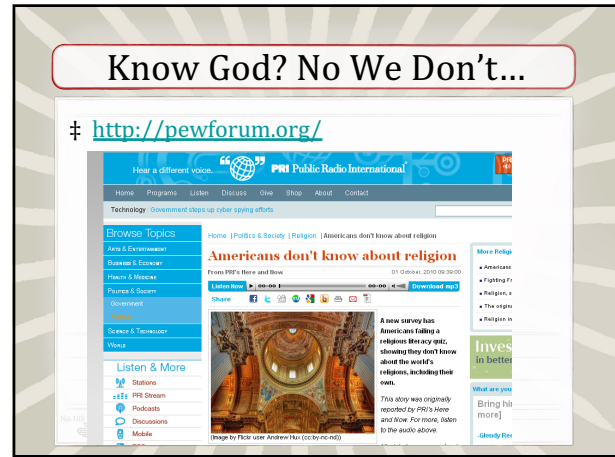 Know God? No We Don't...
‡ http://pewforum.org/
Hear a different voice.
PRI Public Radio International
Home Programs Listen Discuss Give Shop About Contact
Technology Government steps up cyber spying efforts
Browse Topics
Arts & Entertainment
Business & Economy
Health & Medicine
Politics & Society
Government
Science & Technology
World
Listen & More
Stations
PRI Stream
Podcasts
Discussions
Mobile
Home | Politics & Society | Religion | Americans don't know about religion
Americans don't know about religion
From PRI's Here and Now 01 October, 2010 09:39:00
Listen Now 00:00 00:00 Download mp3
Share
A new survey has
Americans failing a
religious literacy quiz,
showing they don't know
about the world's
religions, including their
own.
This story was originally
reported by PRI's Here
and Now. For more, listen
to the audio above.
(Image by Flickr user Andrew Hux (cc:by-nc-nd))
More Religi
Americans
Fighting Fr
Religion, s
The origina
Religion in
Inves
in better
What are you
Bring hi
more]
-Glendy Re